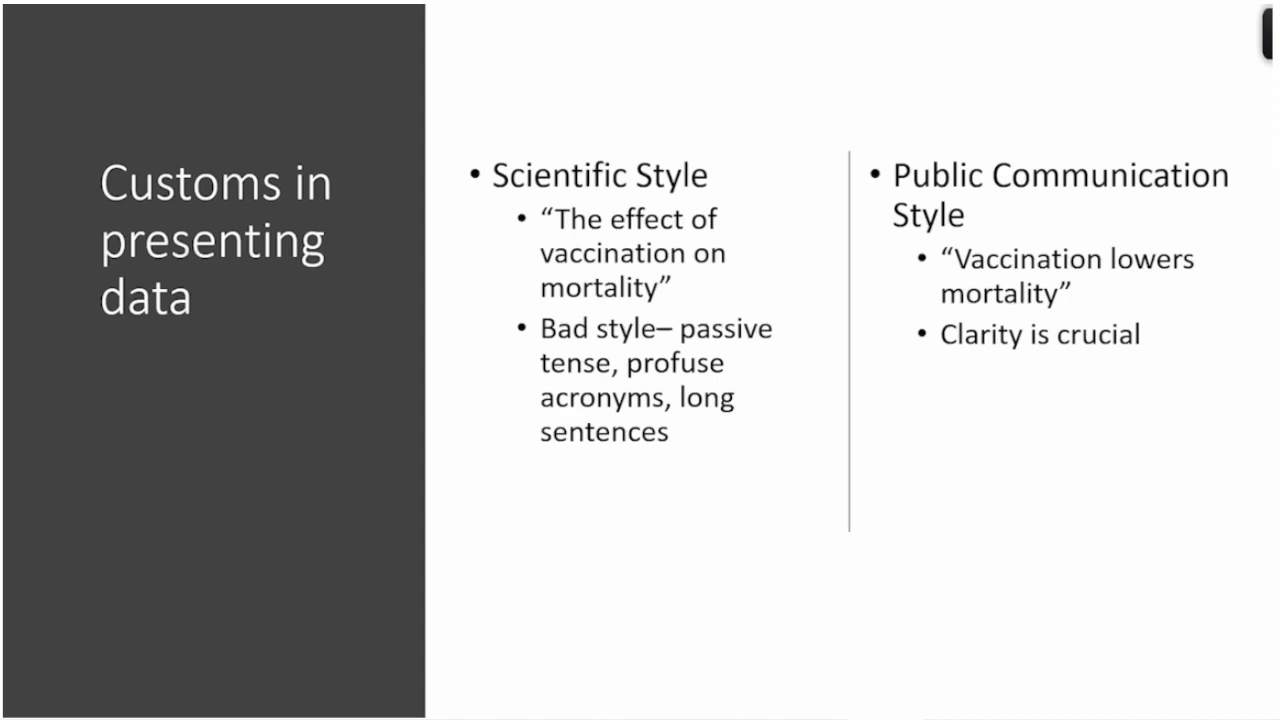 Customs in
presenting
data
• Scientific Style
• “The effect of
vaccination on
mortality”
• Bad style– passive
tense, profuse
acronyms, long
sentences
• Public Communication
Style
• “Vaccination lowers
mortality”
• Clarity is crucial